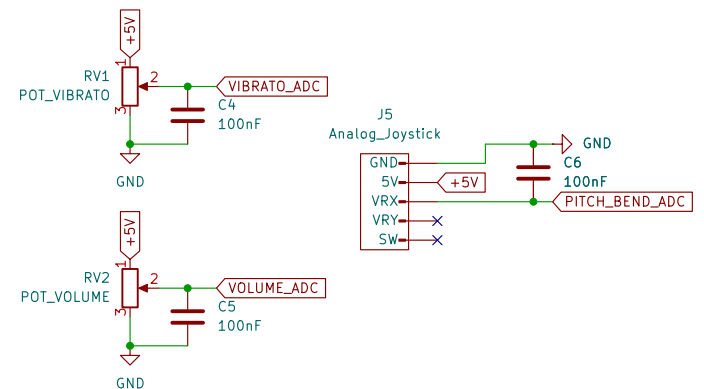 +5V
1
RV1
2
POT_VIBRATO
VIBRATO_ADC
3
C4
100nF
GND
+5V
1
RV2
2
POT_VOLUME
VOLUME_ADC
3
C5
100nF
GND
J5
Analog_Joystick
GND
5V
+5V
VRX
VRY
SW
GND
C6
100nF
PITCH_BEND_ADC